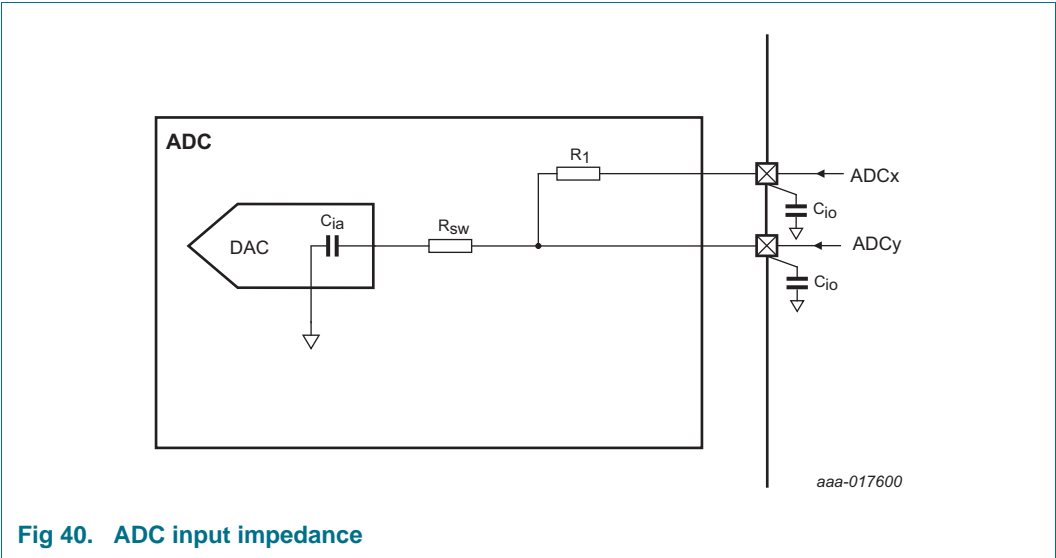 ADC
R1
ADCx
Cio
Cia
Rsw
DAC
ADCy
Cio
aaa-017600
Fig 40. ADC input impedance